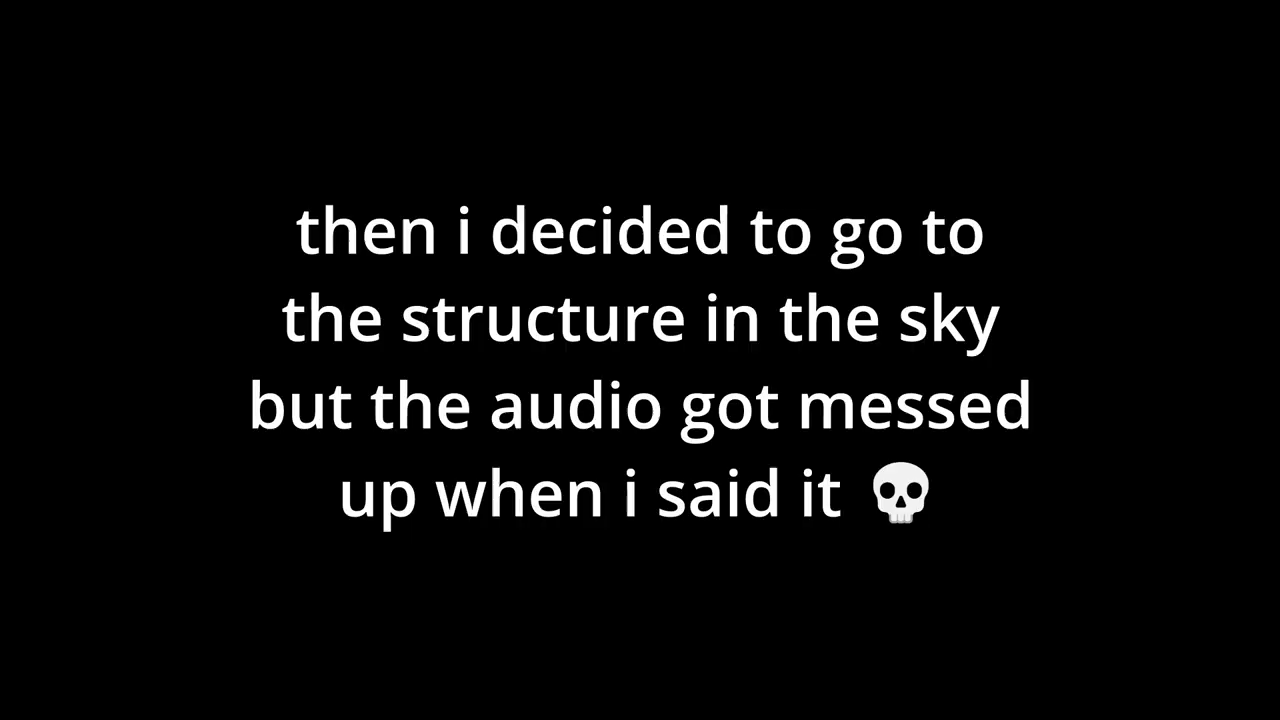 then i decided to go to
the structure in the sky
but the audio got messed
up when i said it 💀